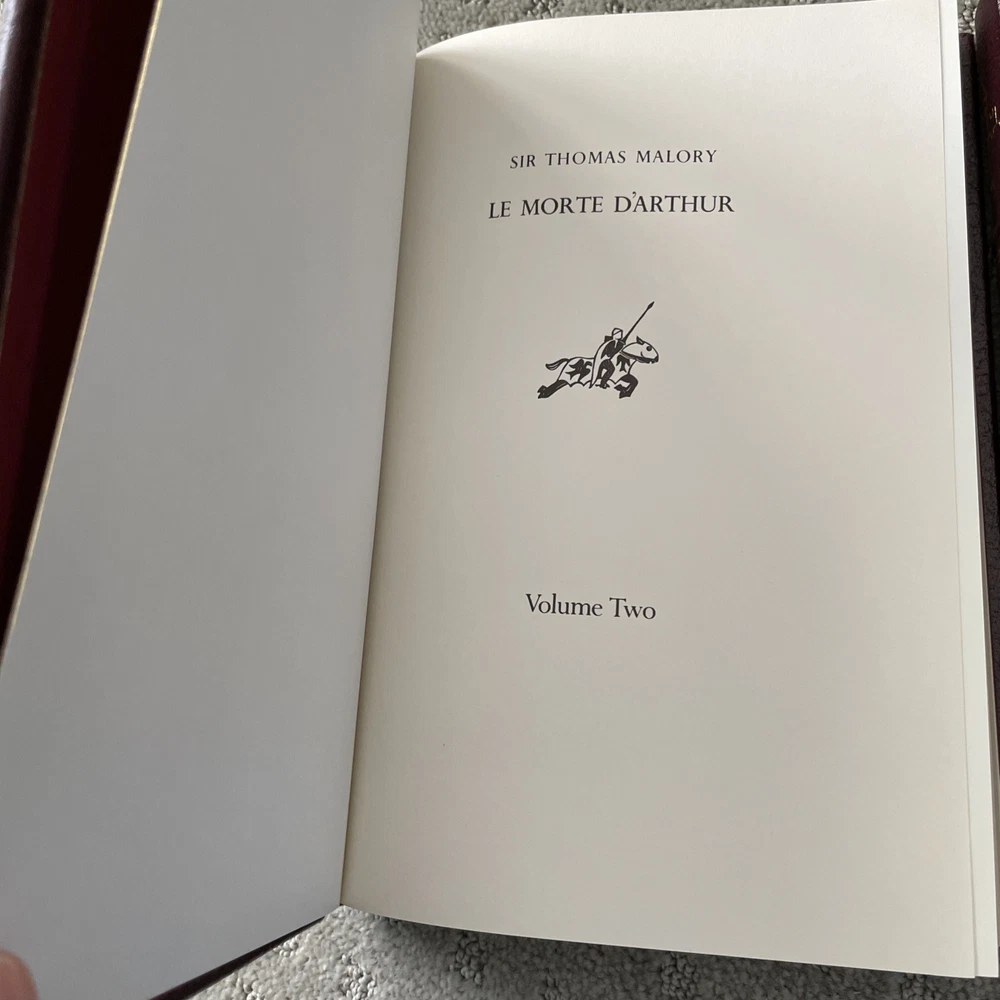 SIR THOMAS MALORY
LE MORTE D'ARTHUR
Volume Two